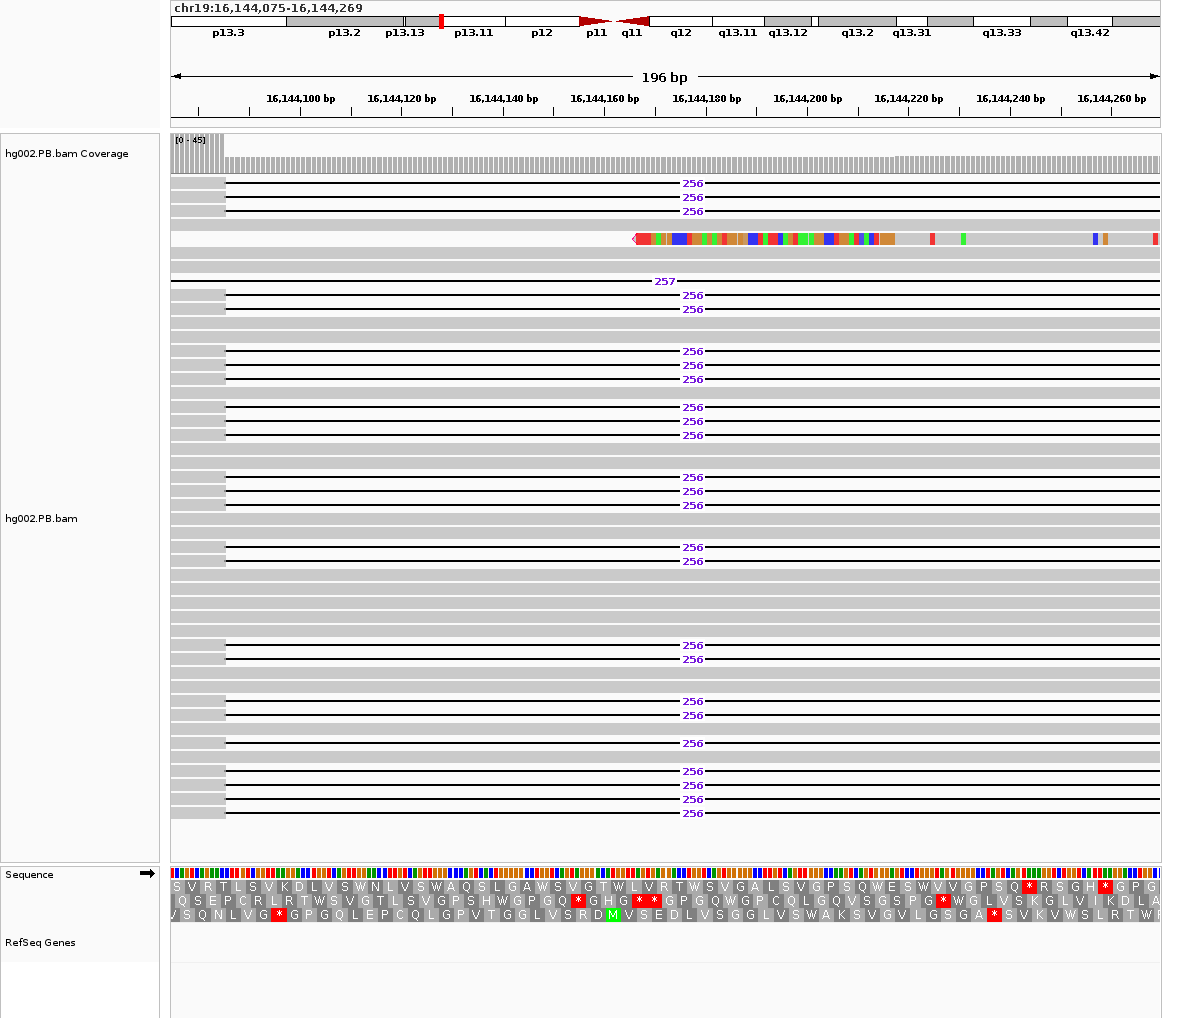 chr19:16,144,075-16,144,269
p13.3 p13.2 p13.13 p13.11 p12 p11 q11 q12 q13.11 q13.12 q13.2 q13.31 q13.33 q13.42
196 bp
16,144,100 bp 16,144,120 bp 16,144,140 bp 16,144,160 bp 16,144,180 bp 16,144,200 bp 16,144,220 bp 16,144,240 bp 16,144,260 bp
[0 - 45]
hg002.PB.bam Coverage
256
256
256
257
256
256
256
256
256
256
256
256
256
256
256
hg002.PB.bam
256
256
256
256
256
256
256
256
256
256
256
Sequence
S V R T L S V K D L V S W N L V S W A Q S L G A W S V G T W L V R T W S V G A L S V G P S Q W E S W V V G P S Q * R S G H * G P G
Q S E P C R L R T W S V G T L S V G P S H W G P G Q * G H G * * G P G Q W G P C Q L G Q V S G S P G * W G L V S K G L V I K D L A
V S Q N L V G * G P G Q L E P C Q L G P V T G G L V S R D M V S E D L V S G G L V S W A K S V G V L G S G A * S V K V W S L R T W
RefSeq Genes